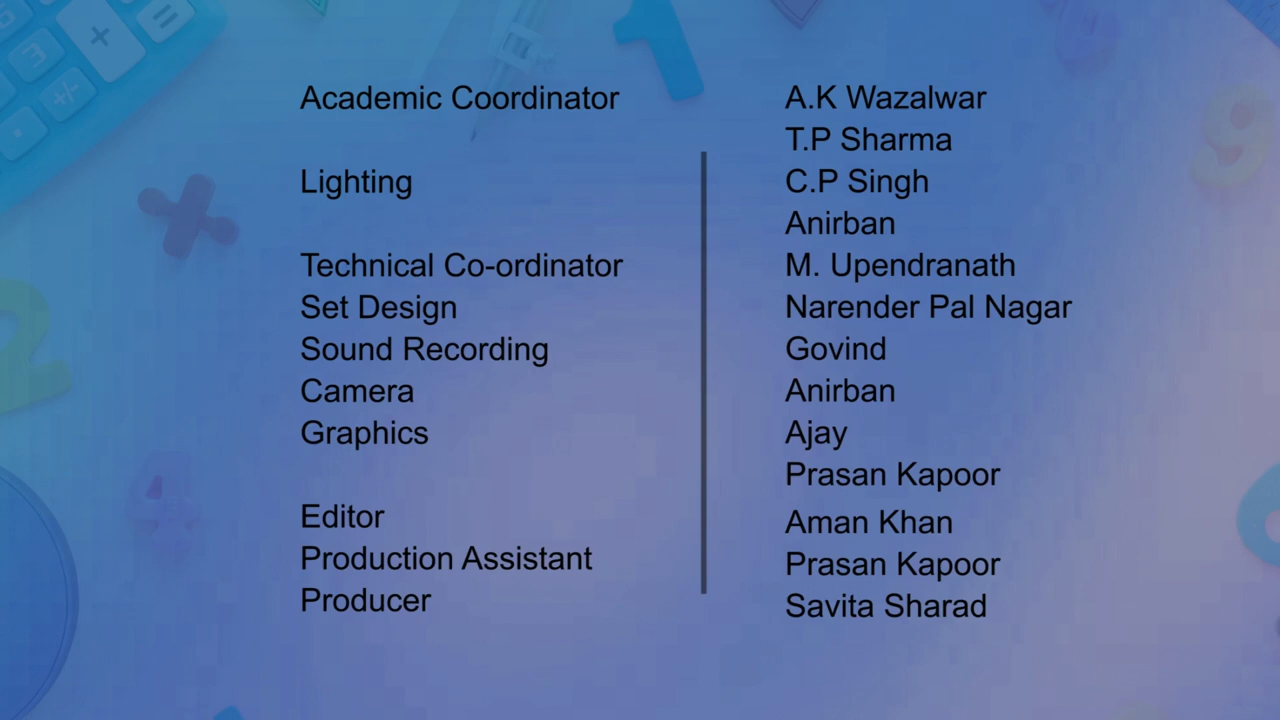 Academic Coordinator A.K Wazalwar
T.P Sharma
Lighting C.P Singh
Anirban
Technical Co-ordinator M. Upendranath
Set Design Narender Pal Nagar
Sound Recording Govind
Camera Anirban
Graphics Ajay
Prasan Kapoor
Editor Aman Khan
Production Assistant Prasan Kapoor
Producer Savita Sharad